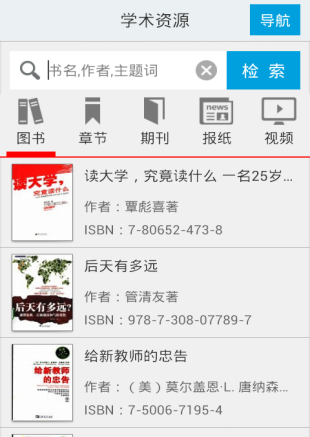 学术资源
导航
书名,作者,主题词
检 索
news
图书
章节
期刊
报纸
视频
读大学,
究竟读什么
读大学，究竟读什么 一名25岁...
作者：覃彪喜著
ISBN：7-80652-473-8
后天有多远?
后天有多远
作者：管清友著
ISBN：978-7-308-07789-7
给新教师
的忠告
给新教师的忠告
作者：（美）莫尔盖恩·L. 唐纳森...
ISBN：7-5006-7195-4